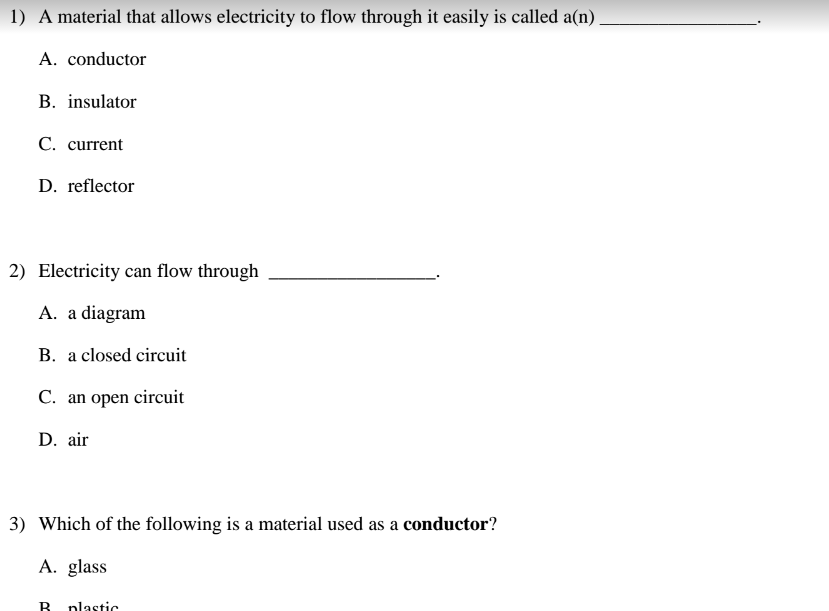 1) A material that allows electricity to flow through it easily is called a(n) ________________.
A. conductor
B. insulator
C. current
D. reflector
2) Electricity can flow through _________________.
A. a diagram
B. a closed circuit
C. an open circuit
D. air
3) Which of the following is a material used as a conductor?
A. glass
B. plastic